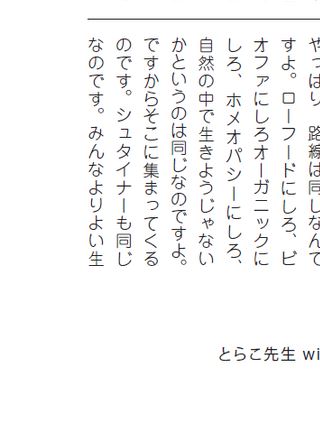 やっぱり、路線は同じなんで
すよ。ローフードにしろ、ビ
オファにしろオーガニックに
しろ、ホメオパシーにしろ、
自然の中で生きようじゃない
かというのは同じなのですよ。
ですからそこに集まってくる
のです。シュタイナーも同じ
なのです。みんなよりよい生
とらこ先生 wi